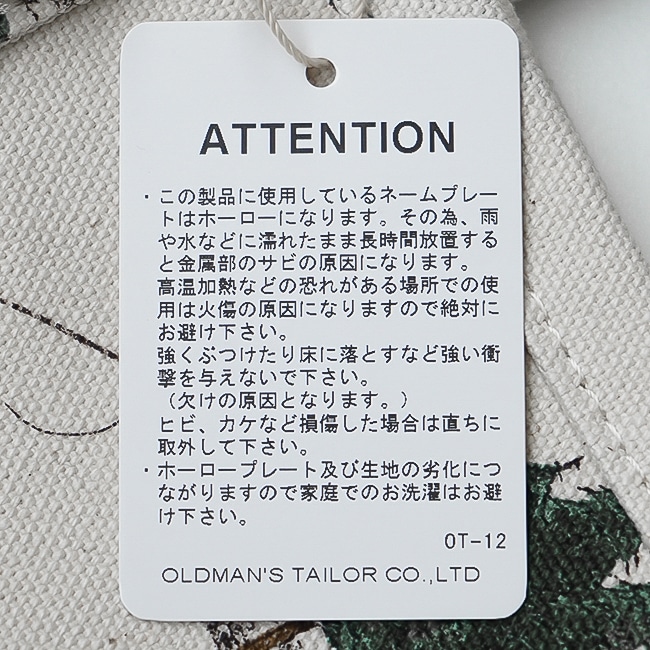 ATTENTION
・この製品に使用しているネームプレー
トはホーローになります。その為、雨
や水などに濡れたまま長時間放置する
と金属部のサビの原因になります。
高温加熱などの恐れがある場所での使
用は火傷の原因になりますので絶対に
お避け下さい。
強くぶつけたり床に落とすなど強い衝
撃を与えないで下さい。
（欠けの原因となります。）
ヒビ、カケなど損傷した場合は直ちに
取外して下さい。
・ホーロープレート及び生地の劣化につ
ながりますので家庭でのお洗濯はお避
け下さい。
OT-12
OLDMAN'S TAILOR CO.,LTD